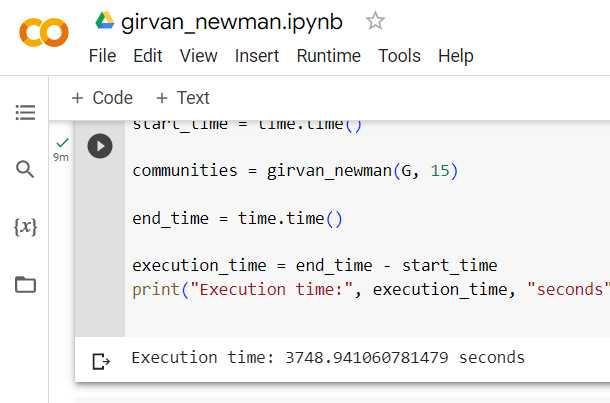 girvan_newman.ipynb
File Edit View Insert Runtime Tools Help
+ Code + Text
start_time = time.time()
9m
communities = girvan_newman(G, 15)
{x}
end_time = time.time()
execution_time = end_time - start_time
print("Execution time:", execution_time, "seconds"
Execution time: 3748.941060781479 seconds